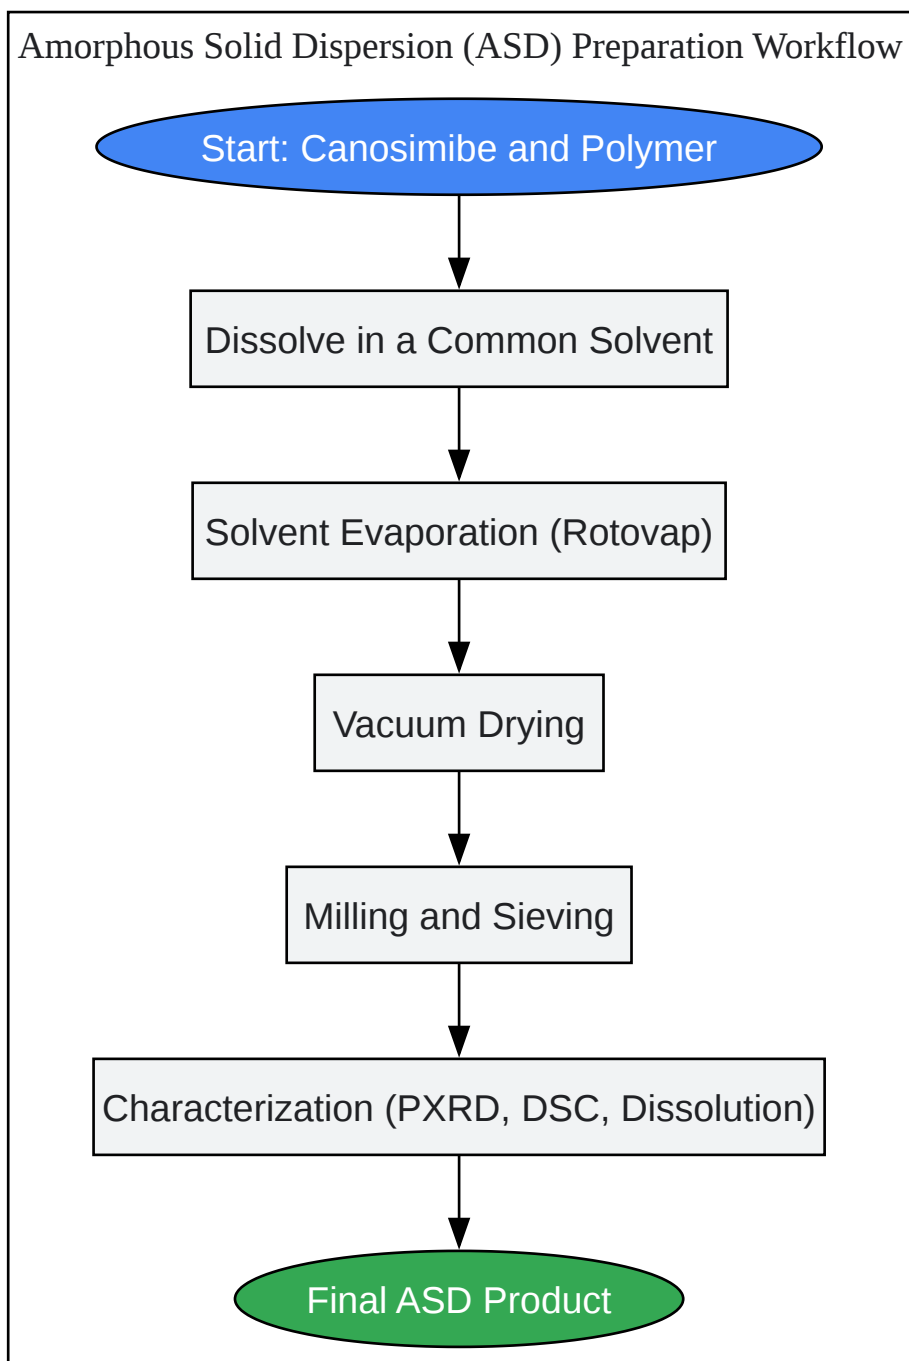 Amorphous Solid Dispersion (ASD) Preparation Workflow
Start: Canosimibe and Polymer
Dissolve in a Common Solvent
Solvent Evaporation (Rotovap)
Vacuum Drying
Milling and Sieving
Characterization (PXRD, DSC, Dissolution)
Final ASD Product